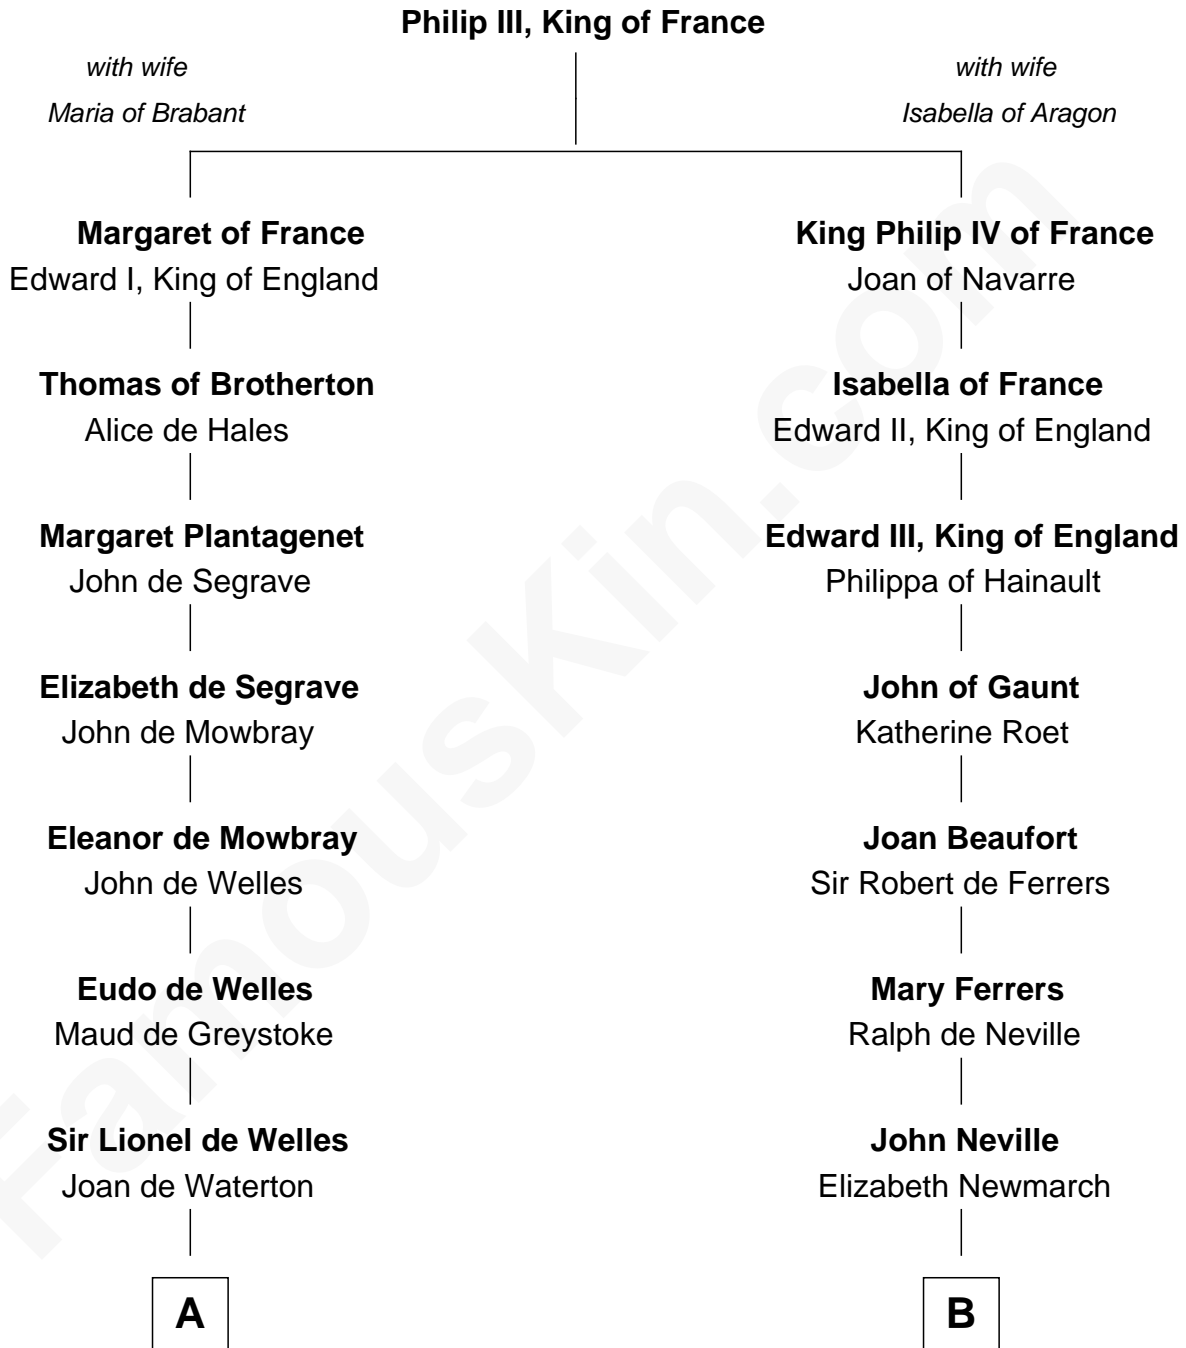 Philip III, King of France
with wife
Maria of Brabant
with wife
Isabella of Aragon
Margaret of France
Edward I, King of England
King Philip IV of France
Joan of Navarre
Thomas of Brotherton
Alice de Hales
Isabella of France
Edward II, King of England
Margaret Plantagenet
John de Segrave
Edward III, King of England
Philippa of Hainault
Elizabeth de Segrave
John de Mowbray
John of Gaunt
Katherine Roet
Eleanor de Mowbray
John de Welles
Joan Beaufort
Sir Robert de Ferrers
Eudo de Welles
Maud de Greystoke
Mary Ferrers
Ralph de Neville
Sir Lionel de Welles
Joan de Waterton
John Neville
Elizabeth Newmarch
A
B
FamousKin.com